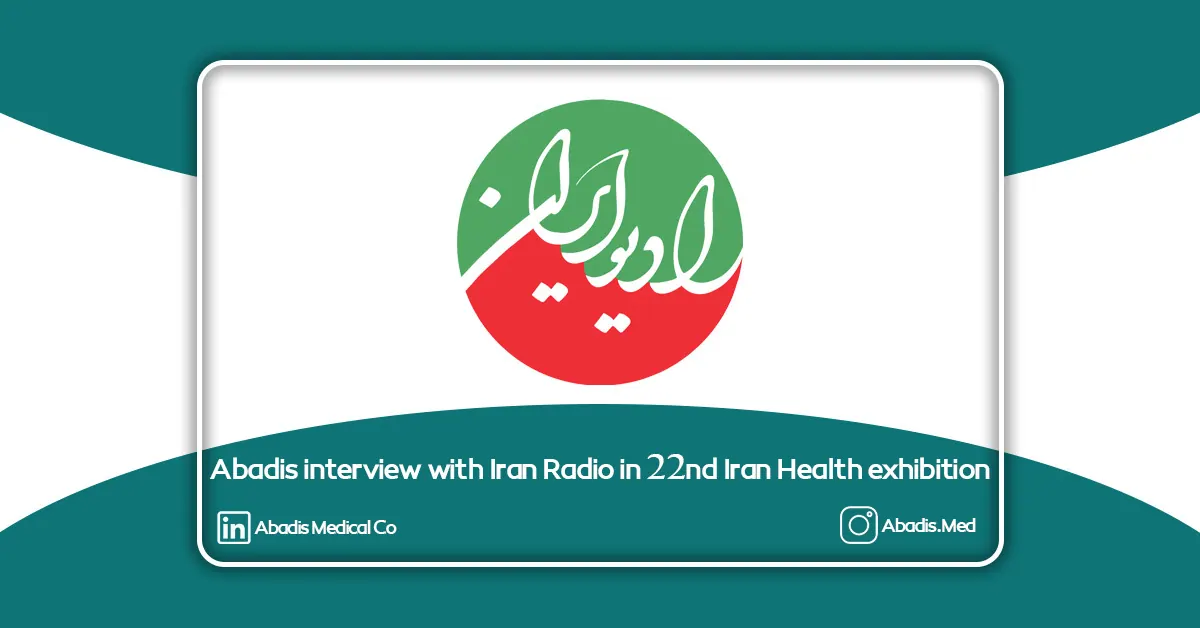 رادیو ایران
Abadis interview with Iran Radio in 22nd Iran Health exhibition
Abadis Medical Co
Abadis.Med